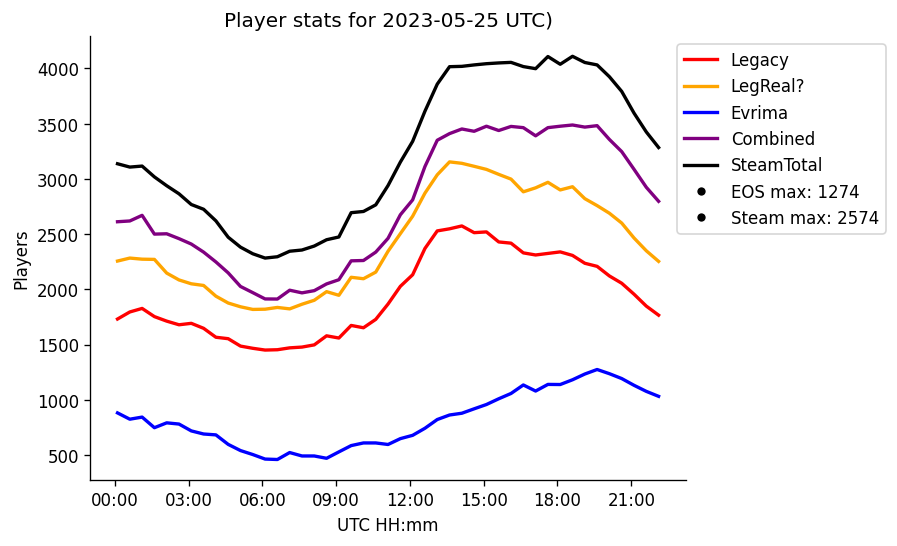 Player stats for 2023-05-25 UTC)
Legacy
LegReal?
Evrima
Combined
SteamTotal
EOS max: 1274
Steam max: 2574
Players
4000
3500
3000
2500
2000
1500
1000
500
00:00 03:00 06:00 09:00 12:00 15:00 18:00 21:00
UTC HH:mm